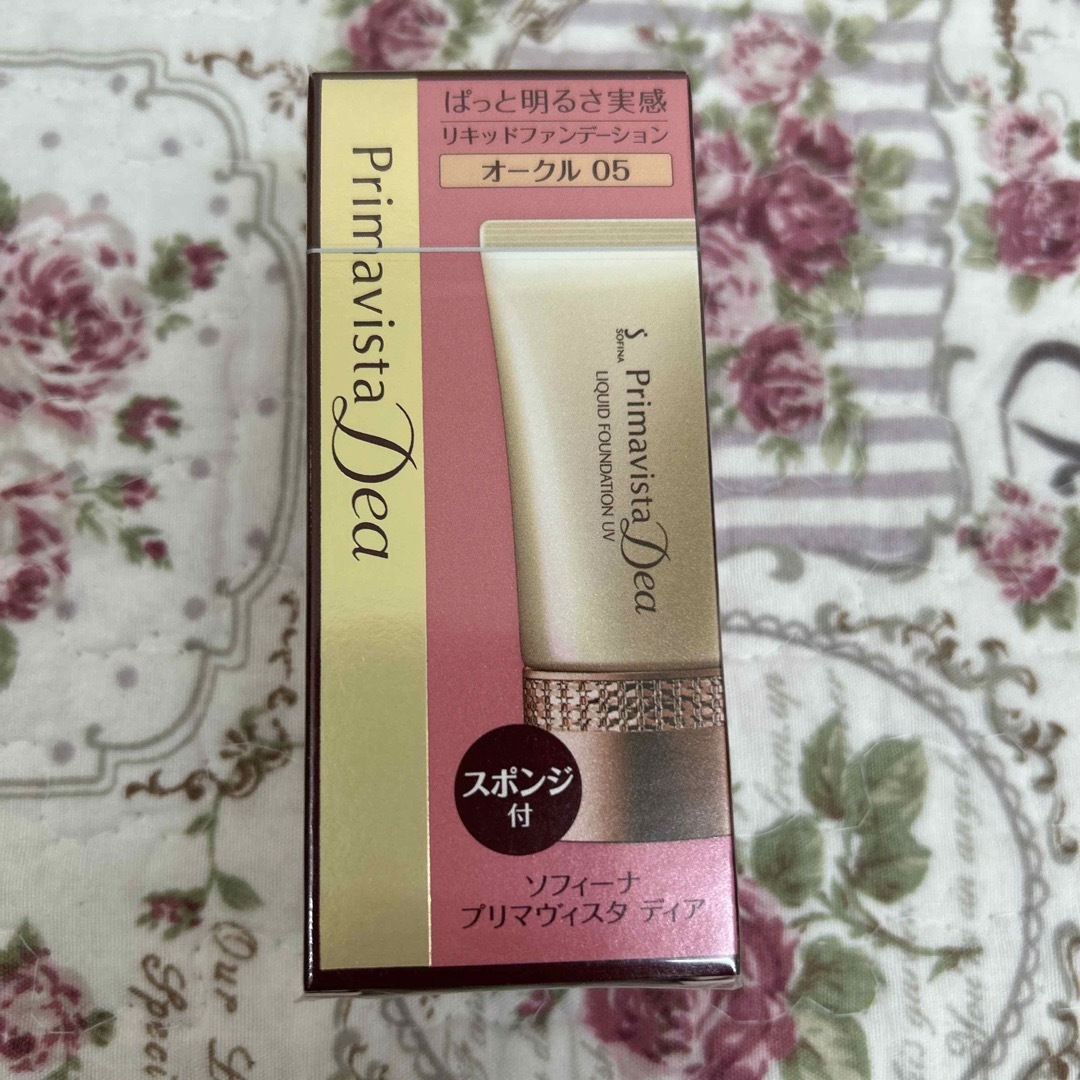 ぱっと明るさ実感
リキッドファンデーション
オークル 05
Primavista Dea
SOFINA
Primavista Dea
LIQUID FOUNDATION UV
スポンジ
付
ソフィーナ
プリマヴィスタ ディア
Our